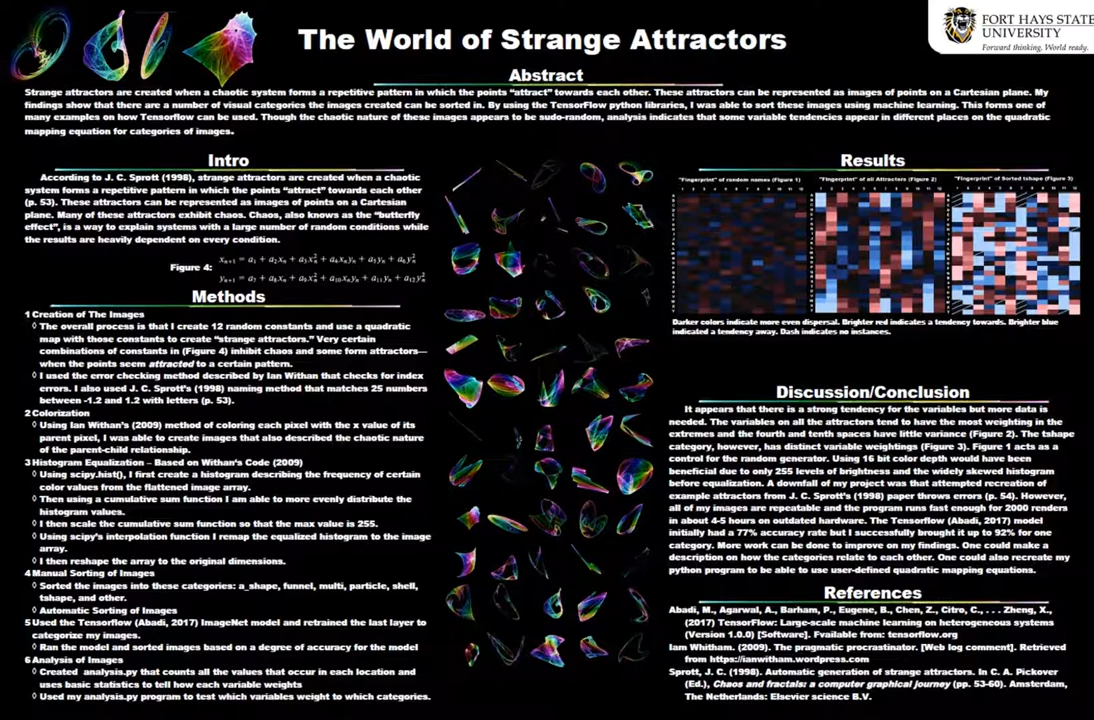 The World of Strange Attractors
FORT HAYS STATE
UNIVERSITY
Forward thinking. World ready.
Abstract
Strange attractors are created when a chaotic system forms a repetitive pattern in which the points "attract" towards each other. These attractors can be represented as images of points on a Cartesian plane. My
findings show that there are a number of visual categories the images created can be sorted in. By using the TensorFlow python libraries, I was able to sort these images using machine learning. This forms one of
many examples on how Tensorflow can be used. Though the chaotic nature of these images appears to be sudo-random, analysis indicates that some variable tendencies appear in different places on the quadratic
mapping equation for categories of images.
Intro
According to J. C. Sprott (1998), strange attractors are created when a chaotic
system forms a repetitive pattern in which the points "attract" towards each other
(p. 53). These attractors can be represented as images of points on a Cartesian
plane. Many of these attractors exhibit chaos. Chaos, also known as the "butterfly
effect", is a way to explain systems with a large number of random conditions while
the results are heavily dependent on every condition.
Figure 4:
xₙ₊₁ = a₁ + a₂xₙ + a₃xₙ² + a₄xₙyₙ + a₅yₙ + a₆yₙ²
yₙ₊₁ = a₇ + a₈xₙ + a₉xₙ² + a₁₀xₙyₙ + a₁₁yₙ + a₁₂yₙ²
Methods
1 Creation of The Images
◊ The overall process is that I create 12 random constants and use a quadratic
map with those constants to create "strange attractors." Very certain
combinations of constants in (Figure 4) inhibit chaos and some form attractors—
when the points seem attracted to a certain pattern.
◊ I used the error checking method described by Ian Withan that checks for index
errors. I also used J. C. Sprott's (1998) naming method that matches 25 numbers
between -1.2 and 1.2 with letters (p. 53).
2 Colorization
◊ Using Ian Withan's (2009) method of coloring each pixel with the x value of its
parent pixel, I was able to create images that also described the chaotic nature
of the parent-child relationship.
3 Histogram Equalization – Based on Withan's Code (2009)
◊ Using scipy.hist(), I first create a histogram describing the frequency of certain
color values from the flattened image array.
◊ Then using a cumulative sum function I am able to more evenly distribute the
histogram values.
◊ I then scale the cumulative sum function so that the max value is 255.
◊ Using scipy's interpolation function I remap the equalized histogram to the image
array.
◊ I then reshape the array to the original dimensions.
4 Manual Sorting of Images
◊ Sorted the images into these categories: a_shape, funnel, multi, particle, shell,
tshape, and other.
◊ Automatic Sorting of Images
5 Used the Tensorflow (Abadi, 2017) ImageNet model and retrained the last layer to
categorize my images.
◊ Ran the model and sorted images based on a degree of accuracy for the model
6 Analysis of Images
◊ Created analysis.py that counts all the values that occur in each location and
uses basic statistics to tell how each variable weights
◊ Used my analysis.py program to test which variables weight to which categories.
Results
"Fingerprint" of random names (Figure 1)
"Fingerprint" of all Attractors (Figure 2)
"Fingerprint" of Sorted tshape (Figure 3)
Darker colors indicate more even dispersal. Brighter red indicates a tendency towards. Brighter blue
indicated a tendency away. Dash indicates no instances.
Discussion/Conclusion
It appears that there is a strong tendency for the variables but more data is
needed. The variables on all the attractors tend to have the most weighting in the
extremes and the fourth and tenth spaces have little variance (Figure 2). The tshape
category, however, has distinct variable weightings (Figure 3). Figure 1 acts as a
control for the random generator. Using 16 bit color depth would have been
beneficial due to only 255 levels of brightness and the widely skewed histogram
before equalization. A downfall of my project was that attempted recreation of
example attractors from J. C. Sprott's (1998) paper throws errors (p. 54). However,
all of my images are repeatable and the program runs fast enough for 2000 renders
in about 4-5 hours on outdated hardware. The Tensorflow (Abadi, 2017) model
initially had a 77% accuracy rate but I successfully brought it up to 92% for one
category. More work can be done to improve on my findings. One could make a
description on how the categories relate to each other. One could also recreate my
python program to be able to use user-defined quadratic mapping equations.
References
Abadi, M., Agarwal, A., Barham, P., Eugene, B., Chen, Z., Citro, C., . . . Zheng, X.,
(2017) TensorFlow: Large-scale machine learning on heterogeneous systems
(Version 1.0.0) [Software]. Fvailable from: tensorflow.org
Iam Whitham. (2009). The pragmatic procrastinator. [Web log comment]. Retrieved
from https://ianwitham.wordpress.com
Sprott, J. C. (1998). Automatic generation of strange attractors. In C. A. Pickover
(Ed.), Chaos and fractals: a computer graphical journey (pp. 53-60). Amsterdam,
The Netherlands: Elsevier science B.V.